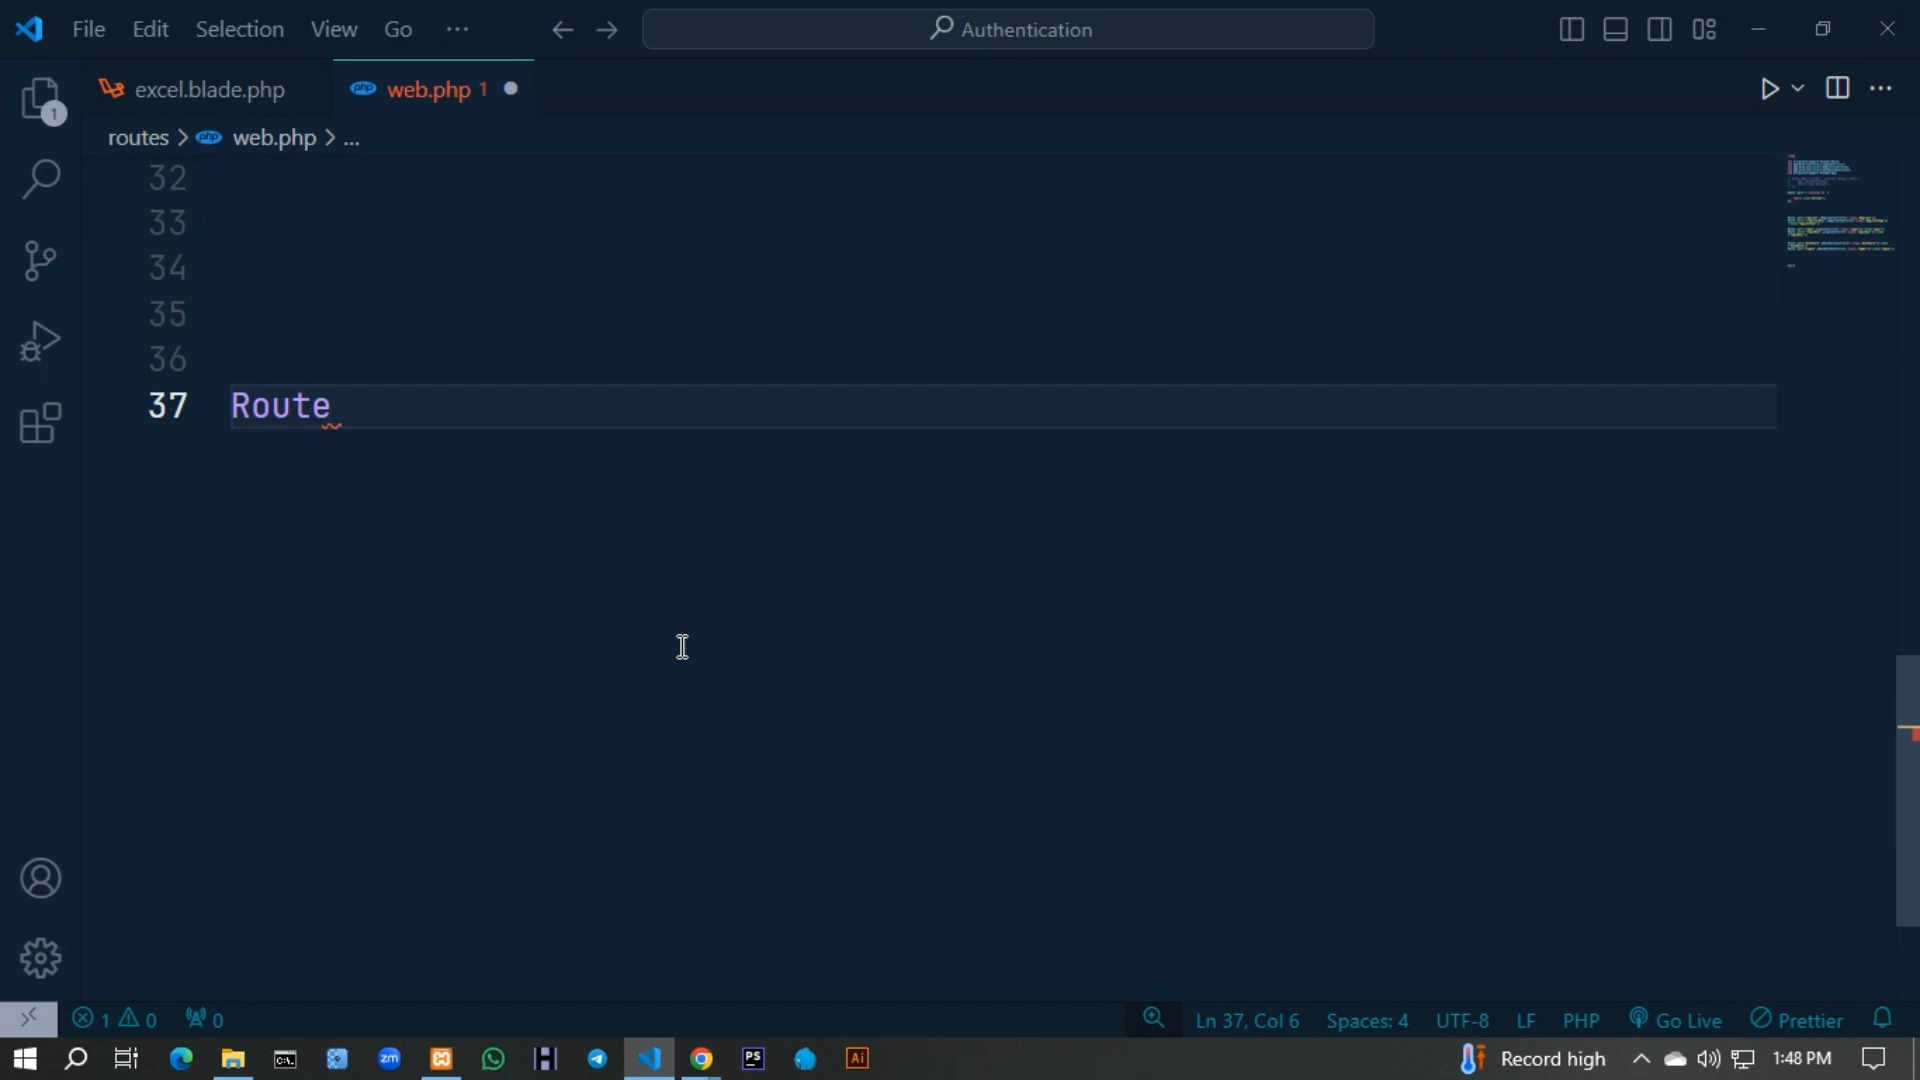 File Edit Selection View Go ... Authentication
excel.blade.php web.php 1
routes > web.php > ...
32
33
34
35
36
37 Route
1 0 0 Ln 37, Col 6 Spaces: 4 UTF-8 LF PHP Go Live Prettier
Record high 1:48 PM